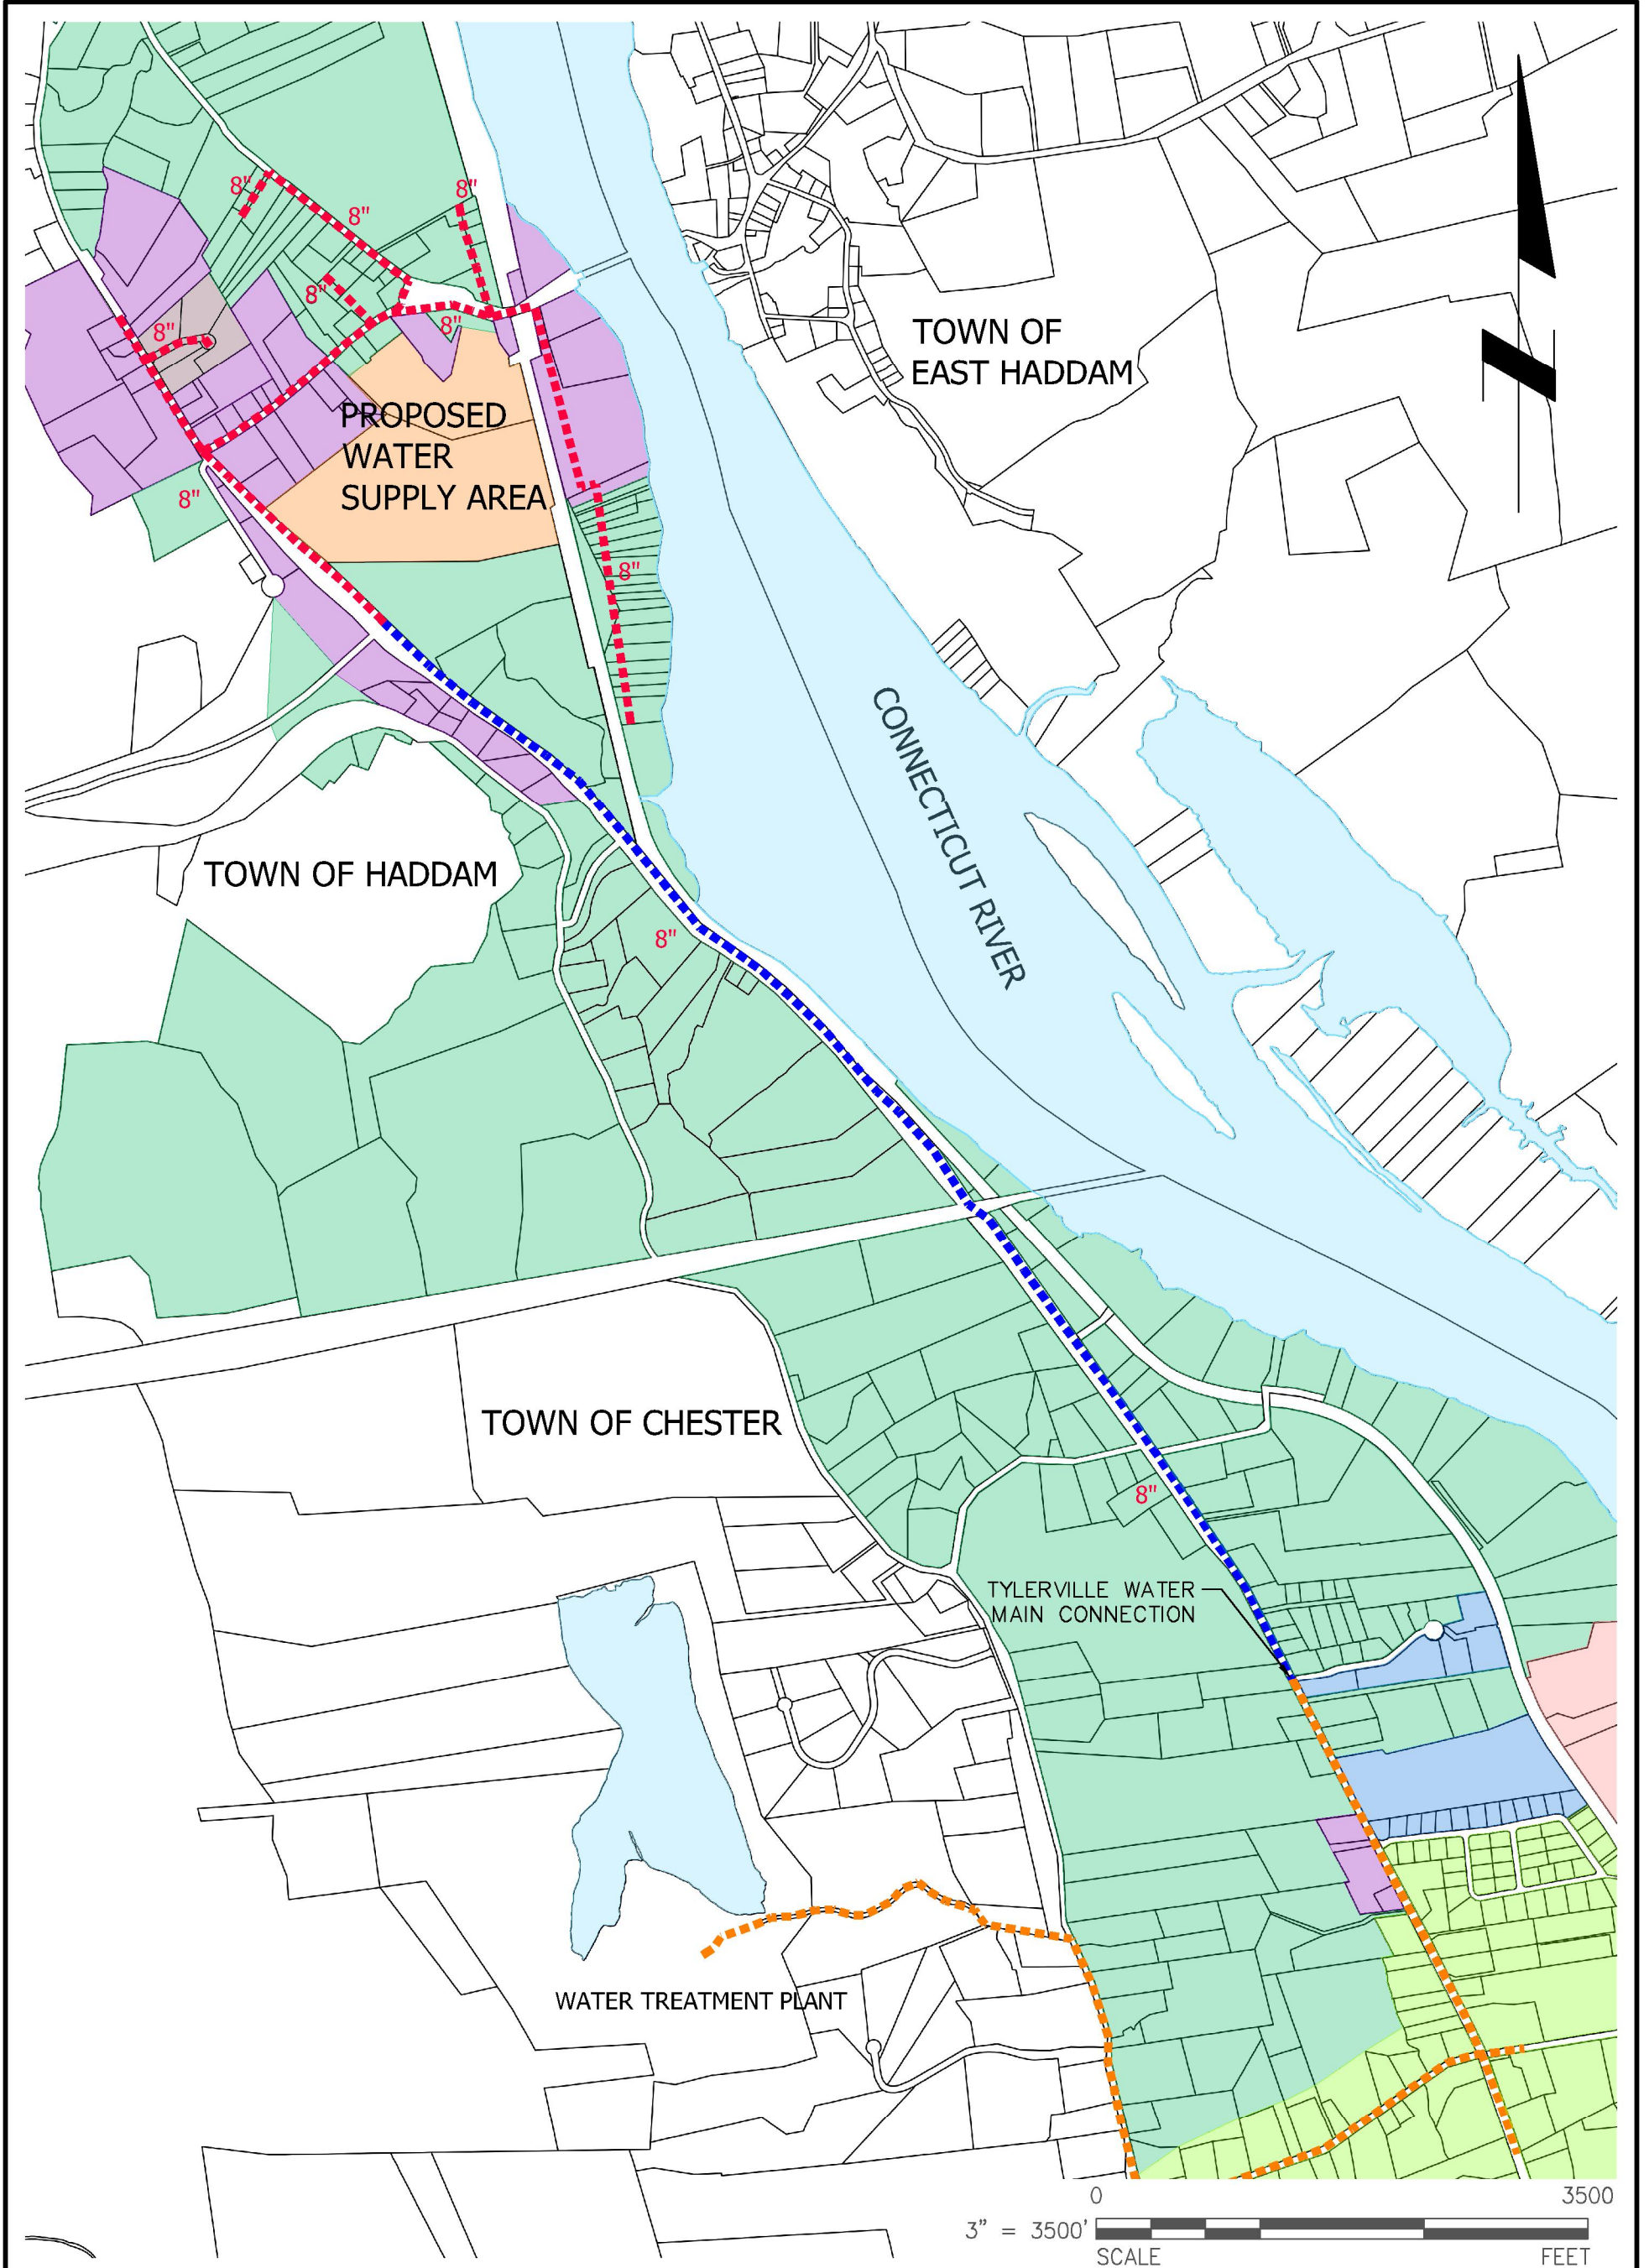 8"
8"
8"
8"
8"
8"
TOWN OF
EAST HADDAM
PROPOSED
WATER
SUPPLY AREA
8"
8"
CONNECTICUT RIVER
TOWN OF HADDAM
8"
TOWN OF CHESTER
8"
TYLERVILLE WATER
MAIN CONNECTION
WATER TREATMENT PLANT
0 3500
3" = 3500'
SCALE FEET